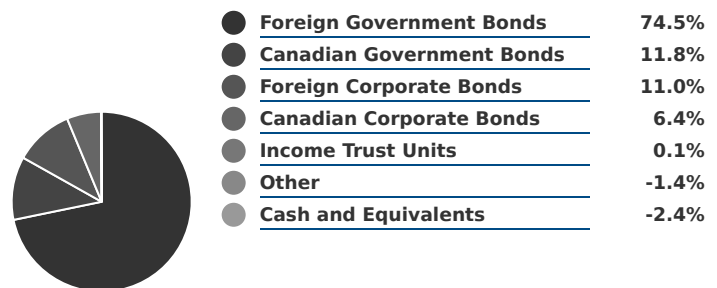 Foreign Government Bonds 74.5%
Canadian Government Bonds 11.8%
Foreign Corporate Bonds 11.0%
Canadian Corporate Bonds 6.4%
Income Trust Units 0.1%
Other -1.4%
Cash and Equivalents -2.4%